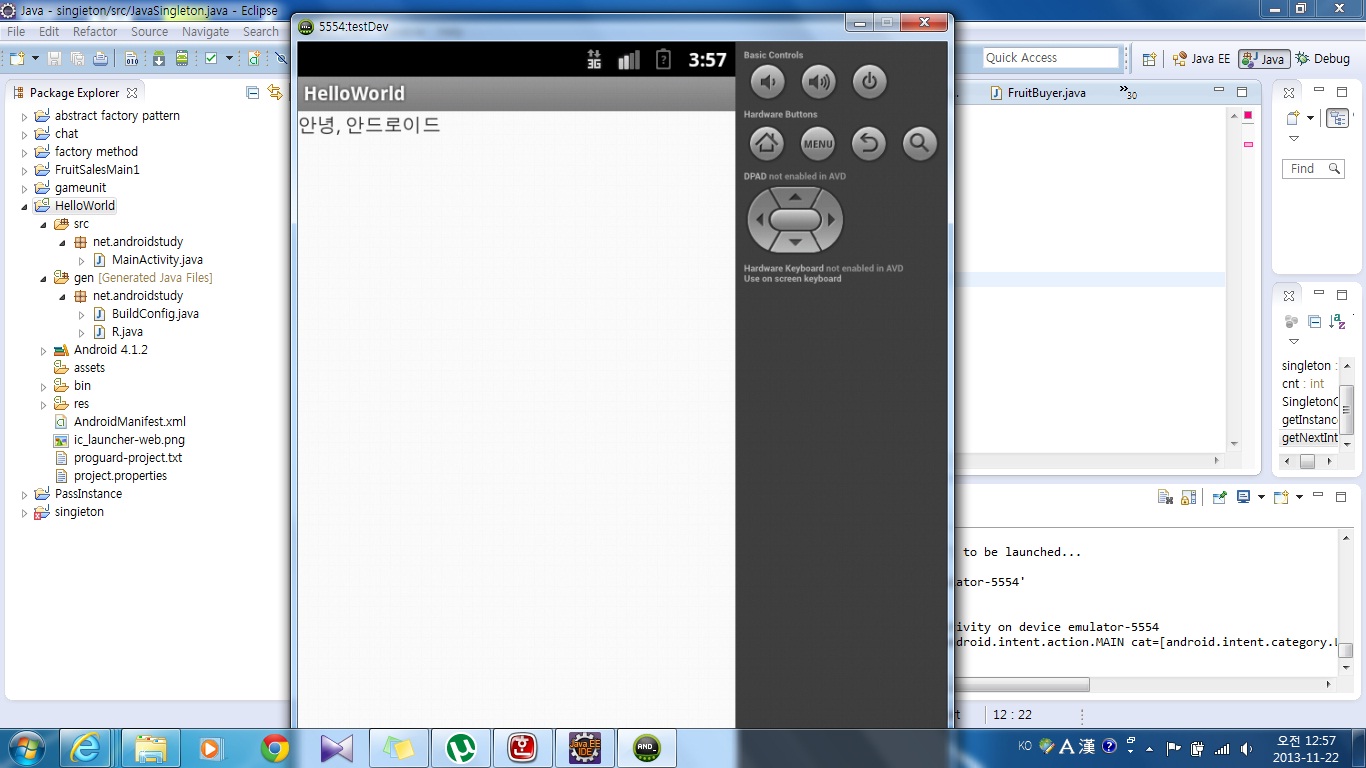 Java - singieton/src/JavaSingleton.java - Eclipse
File Edit Refactor Source Navigate Search
Quick Access
Java EE
Java
Debug
Package Explorer
abstract factory pattern
chat
factory method
FruitSalesMain1
gameunit
HelloWorld
src
net.androidstudy
MainActivity.java
gen [Generated Java Files]
net.androidstudy
BuildConfig.java
R.java
Android 4.1.2
assets
bin
res
AndroidManifest.xml
ic_launcher-web.png
proguard-project.txt
project.properties
PassInstance
singieton
5554:testDev
3G
3:57
HelloWorld
안녕, 안드로이드
Basic Controls
Hardware Buttons
MENU
DPAD not enabled in AVD
Hardware Keyboard not enabled in AVD
Use on screen keyboard
FruitBuyer.java
»30
Find
singleton :
cnt : int
SingletonC
getInstanc
getNextInt
to be launched...
ator-5554'
ivity on device emulator-5554
droid.intent.action.MAIN cat=[android.intent.category.L
t
12 : 22
Java EE
IDE
AND_
KO
A 漢
오전 12:57
2013-11-22